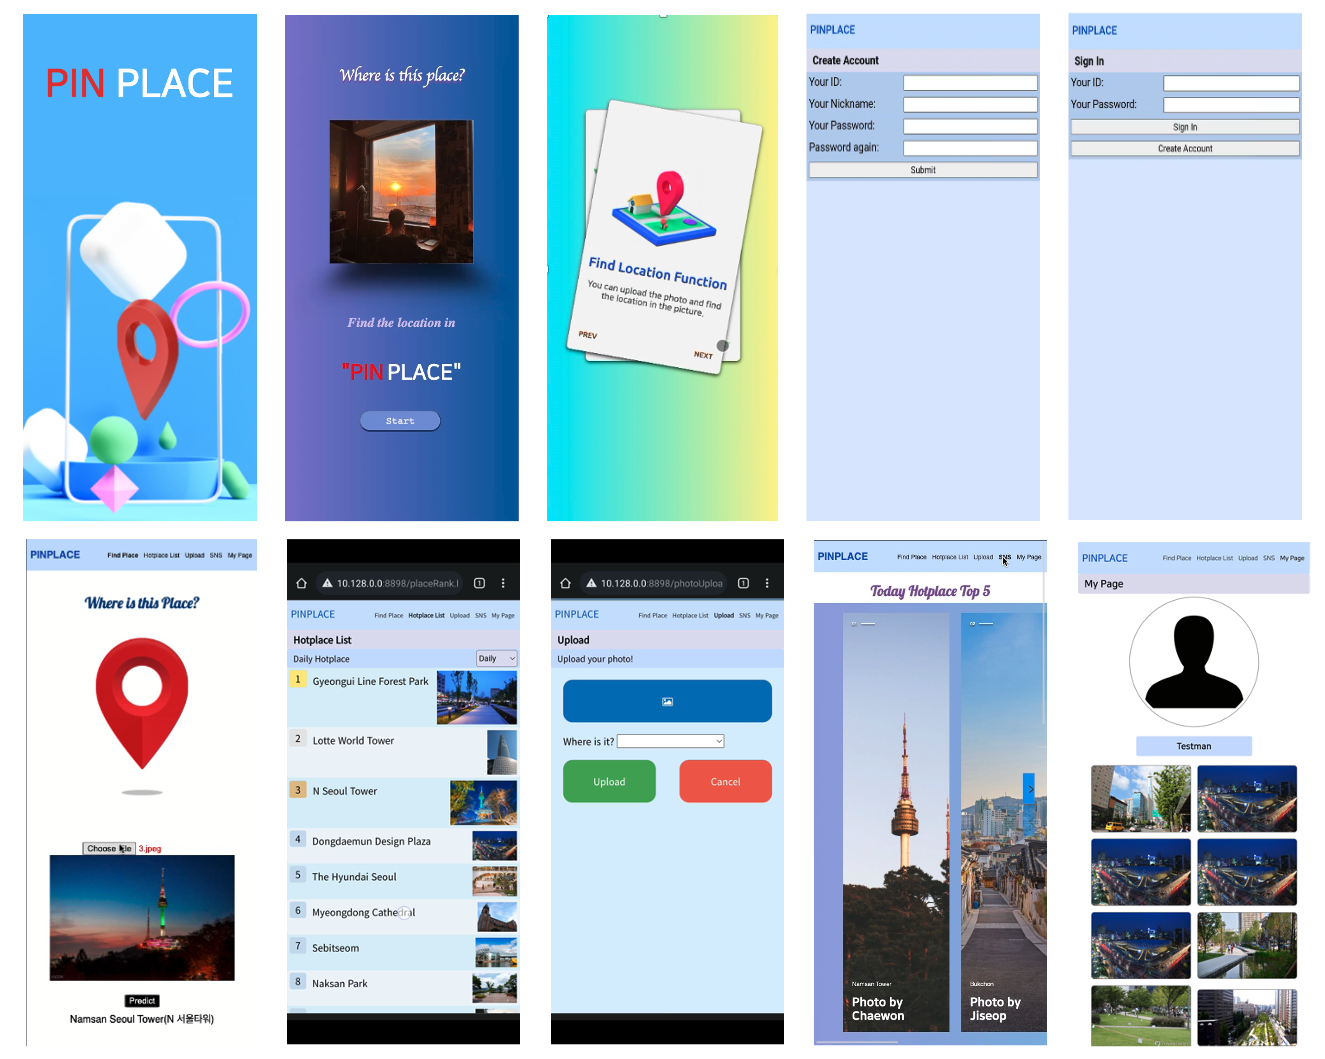 PIN PLACE
Where is this place?
Find the location in
"PIN PLACE"
Start
Find Location Function
You can upload the photo and find
the location in the picture.
PREV
NEXT
PINPLACE
Create Account
Your ID:
Your Nickname:
Your Password:
Password again:
Submit
PINPLACE
Sign In
Your ID:
Your Password:
Sign In
Create Account
PINPLACE
Find Place Hotplace List Upload SNS My Page
Where is this Place?
Choose File 3.jpeg
Predict
Namsan Seoul Tower(N 서울타워)
10.128.0.0:8898/placeRank.l
1
PINPLACE
Find Place Hotplace List Upload SNS My Page
Hotplace List
Daily Hotplace
Daily
1 Gyeongui Line Forest Park
2 Lotte World Tower
3 N Seoul Tower
4 Dongdaemun Design Plaza
5 The Hyundai Seoul
6 Myeongdong Cathedral
7 Sebitseom
8 Naksan Park
10.128.0.0:8898/photoUploa
1
PINPLACE
Find Place Hotplace List Upload SNS My Page
Upload
Upload your photo!
Where is it?
Upload
Cancel
PINPLACE
Find Place Hotplace List Upload SNS My Page
Today Hotplace Top 5
01
02
Namsan Tower
Photo by
Chaewon
Bukchon
Photo by
Jiseop
PINPLACE
Find Place Hotplace List Upload SNS My Page
My Page
Testman